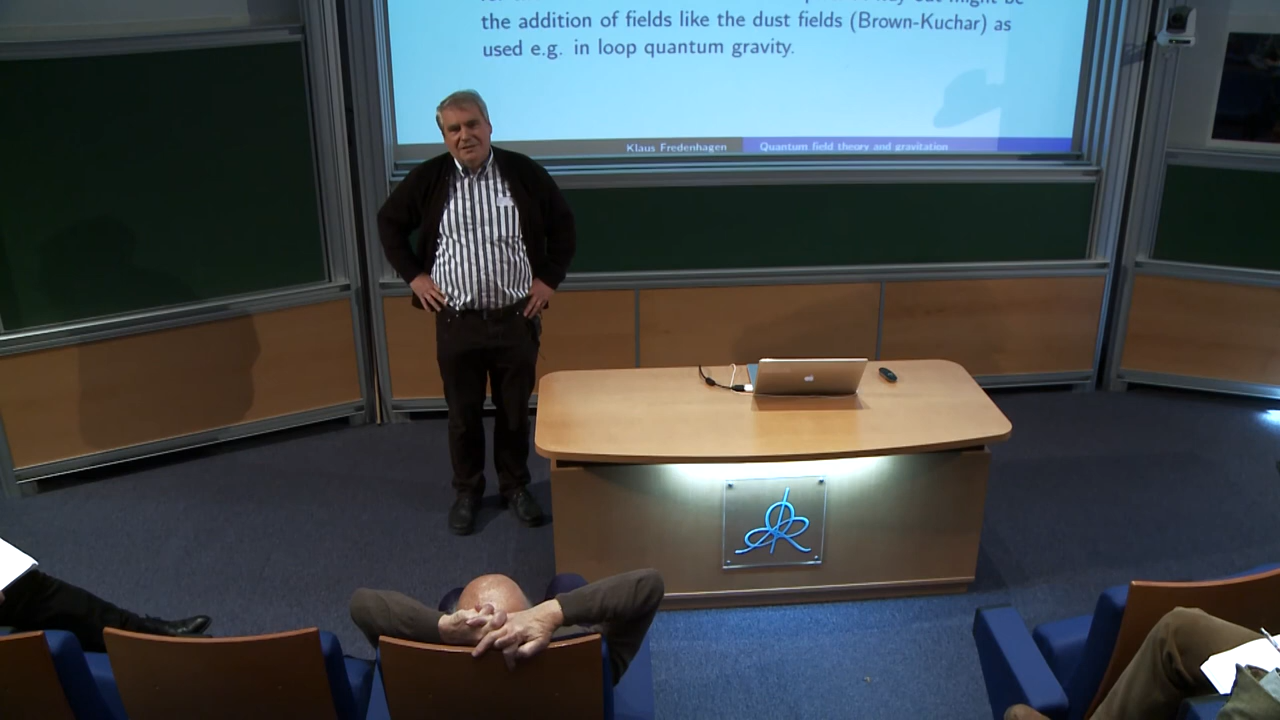 the addition of fields like the dust fields (Brown-Kuchar) as
used e.g. in loop quantum gravity.
Klaus Fredenhagen Quantum field theory and gravitation